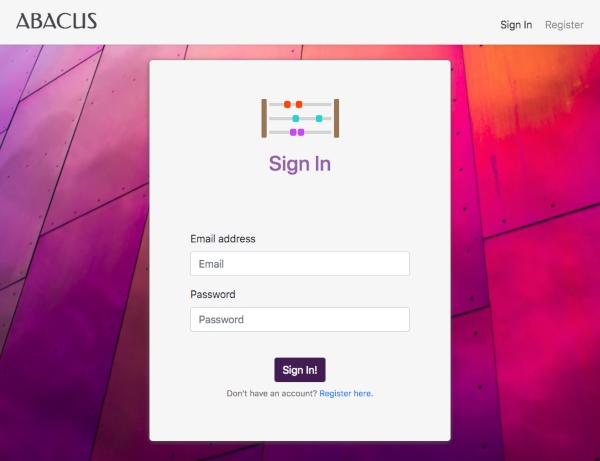 ABACUS
Sign In Register
Sign In
Email address
Email
Password
Password
Sign In!
Don't have an account? Register here.